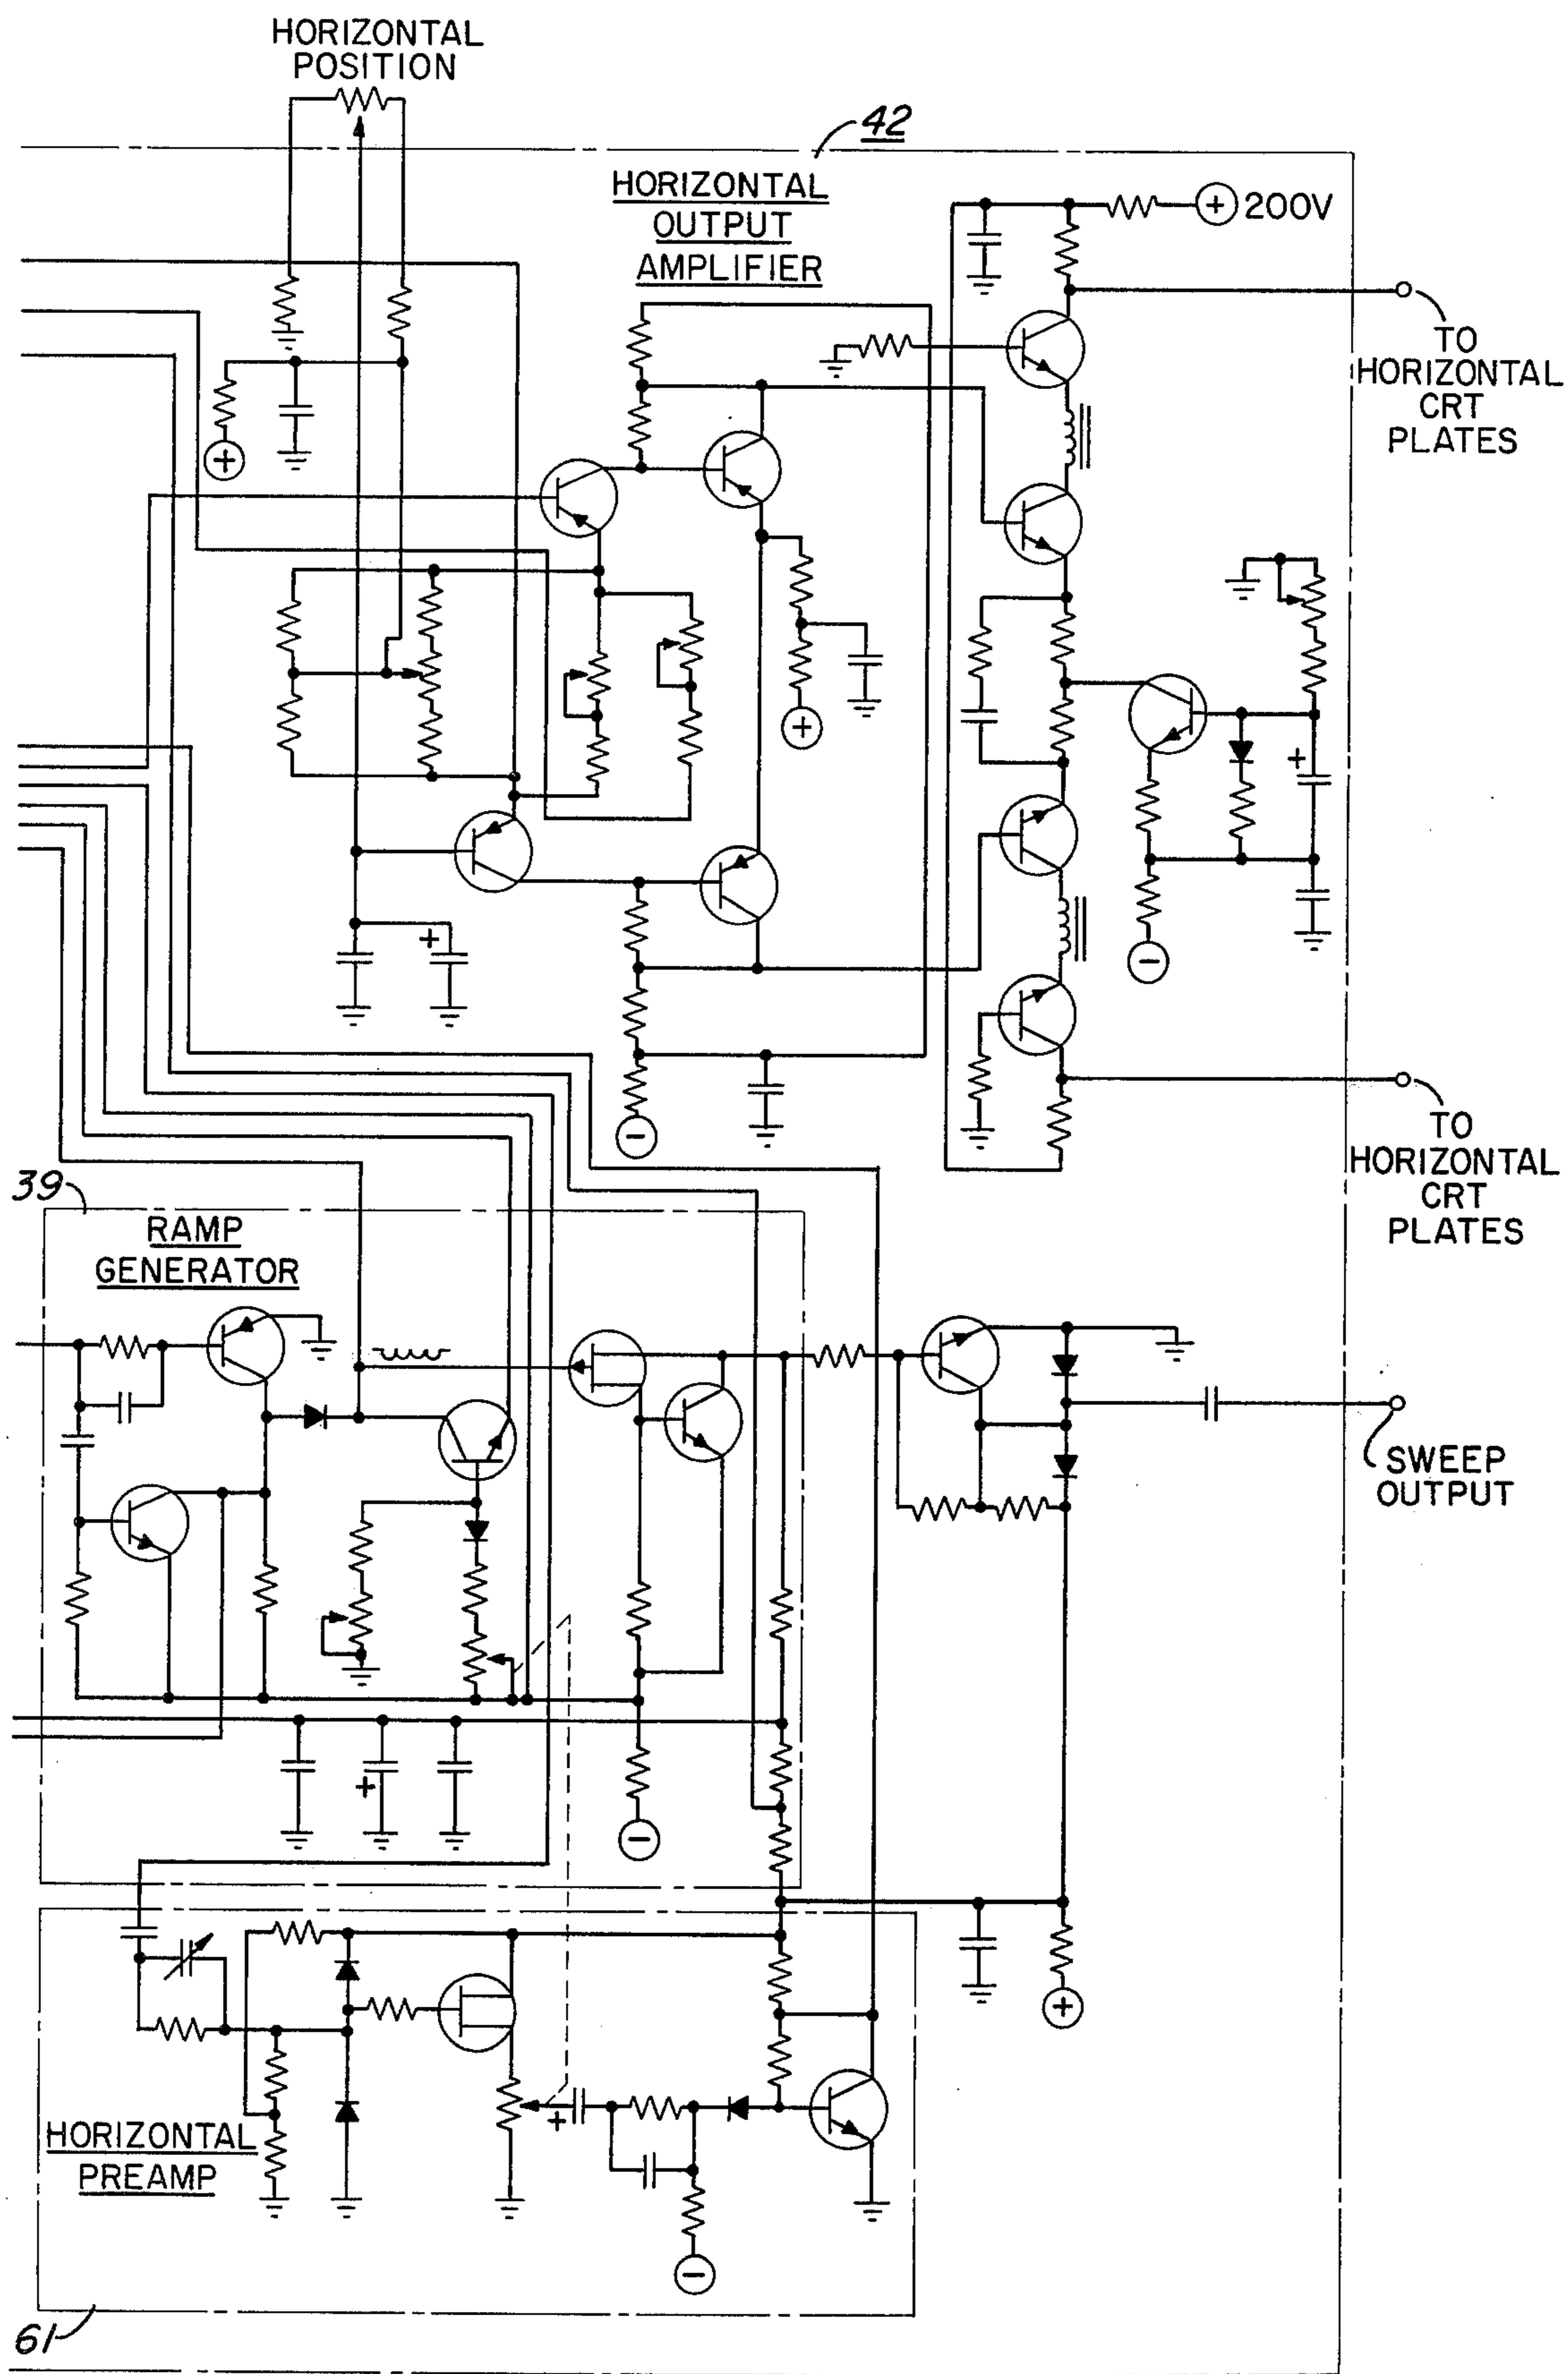 HORIZONTAL
POSITION
42
HORIZONTAL
OUTPUT
AMPLIFIER
+ 200V
TO
HORIZONTAL
CRT
PLATES
+
+
+
+
-
-
TO
HORIZONTAL
CRT
PLATES
39
RAMP
GENERATOR
SWEEP
OUTPUT
+
-
+
HORIZONTAL
PREAMP
+
-
61